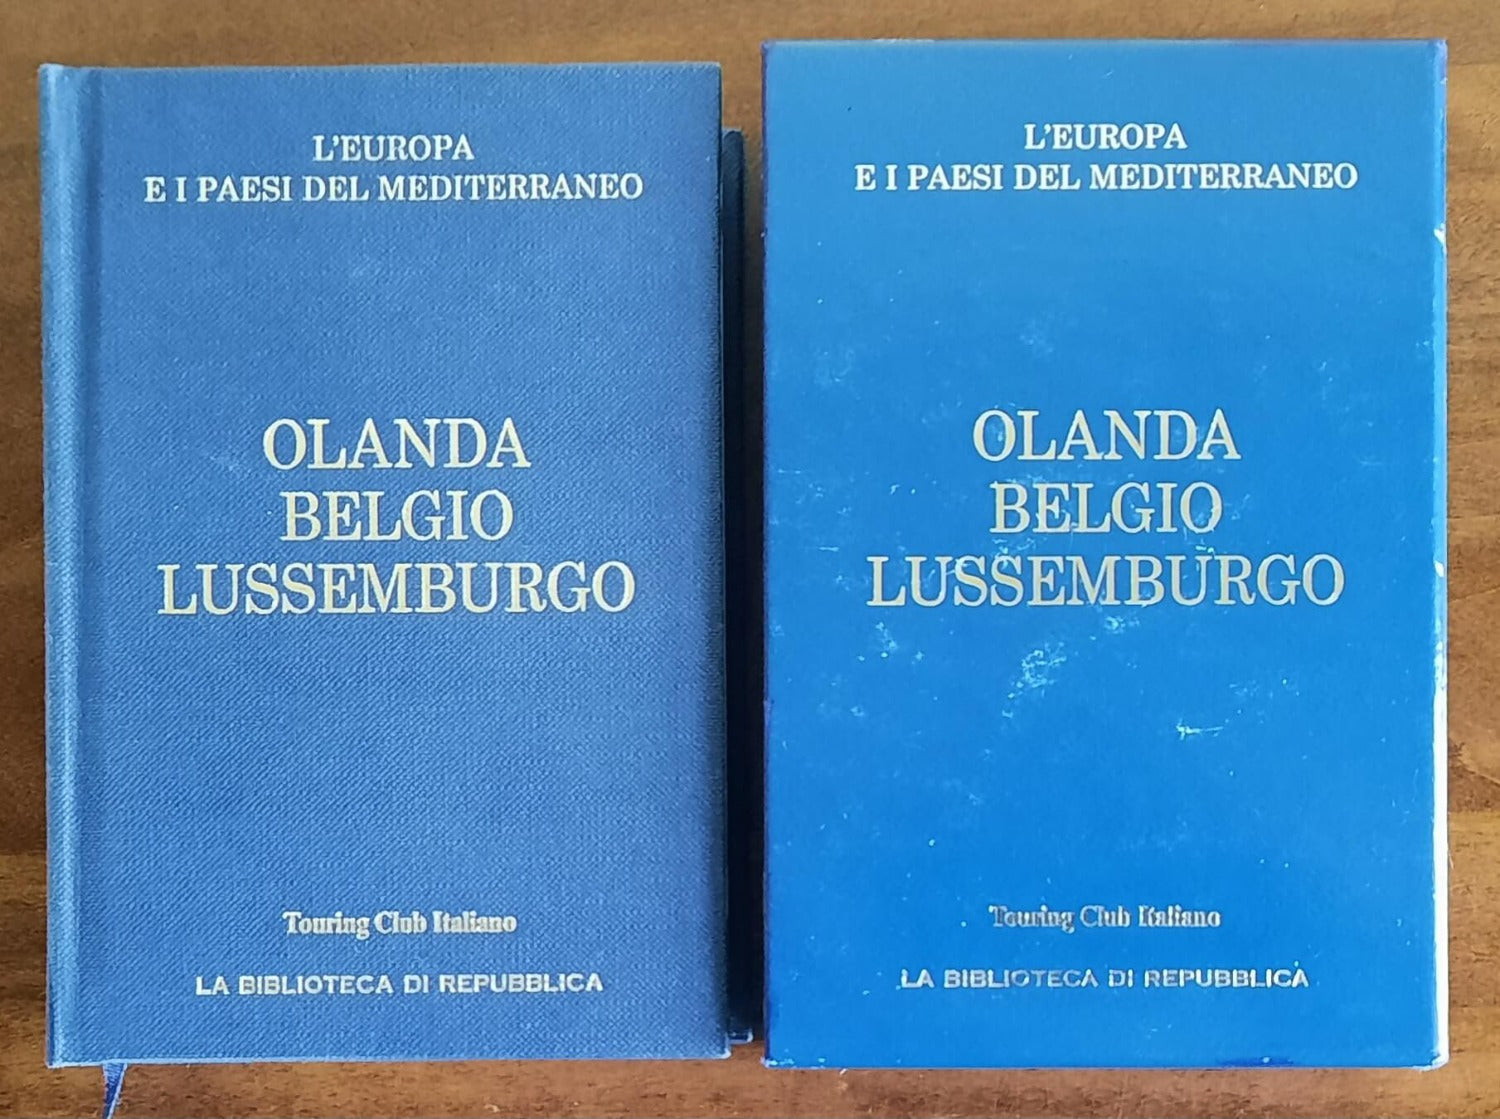 L'EUROPA
E I PAESI DEL MEDITERRANEO
OLANDA
BELGIO
LUSSEMBURGO
Touring Club Italiano
LA BIBLIOTECA DI REPUBBLICA
L'EUROPA
E I PAESI DEL MEDITERRANEO
OLANDA
BELGIO
LUSSEMBURGO
Touring Club Italiano
LA BIBLIOTECA DI REPUBBLICA